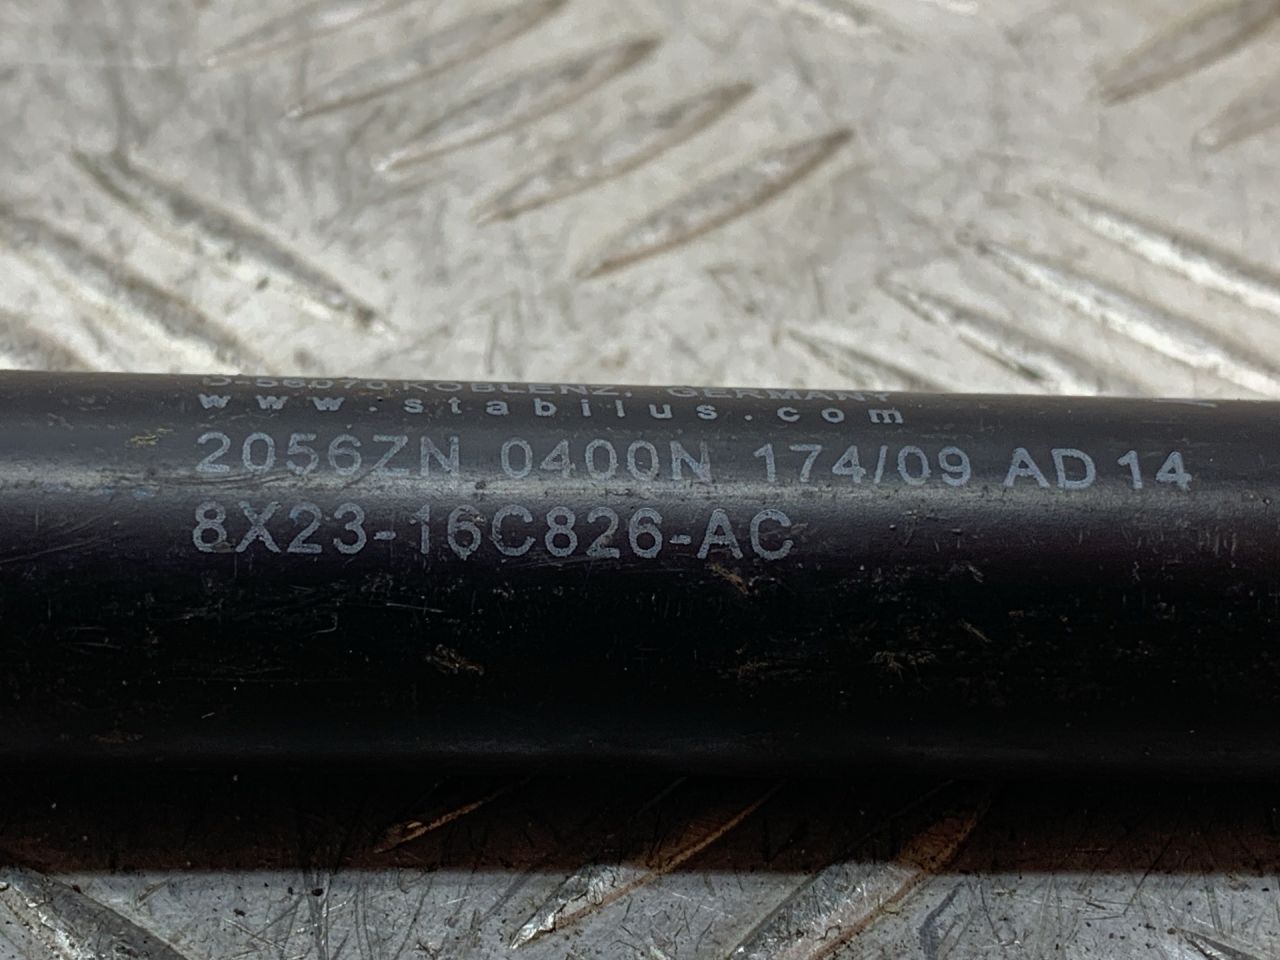 D-56070 KOBLENZ, GERMANY
www.stabilus.com
2056ZN 0400N 174/09 AD 14
8X23-16C826-AC